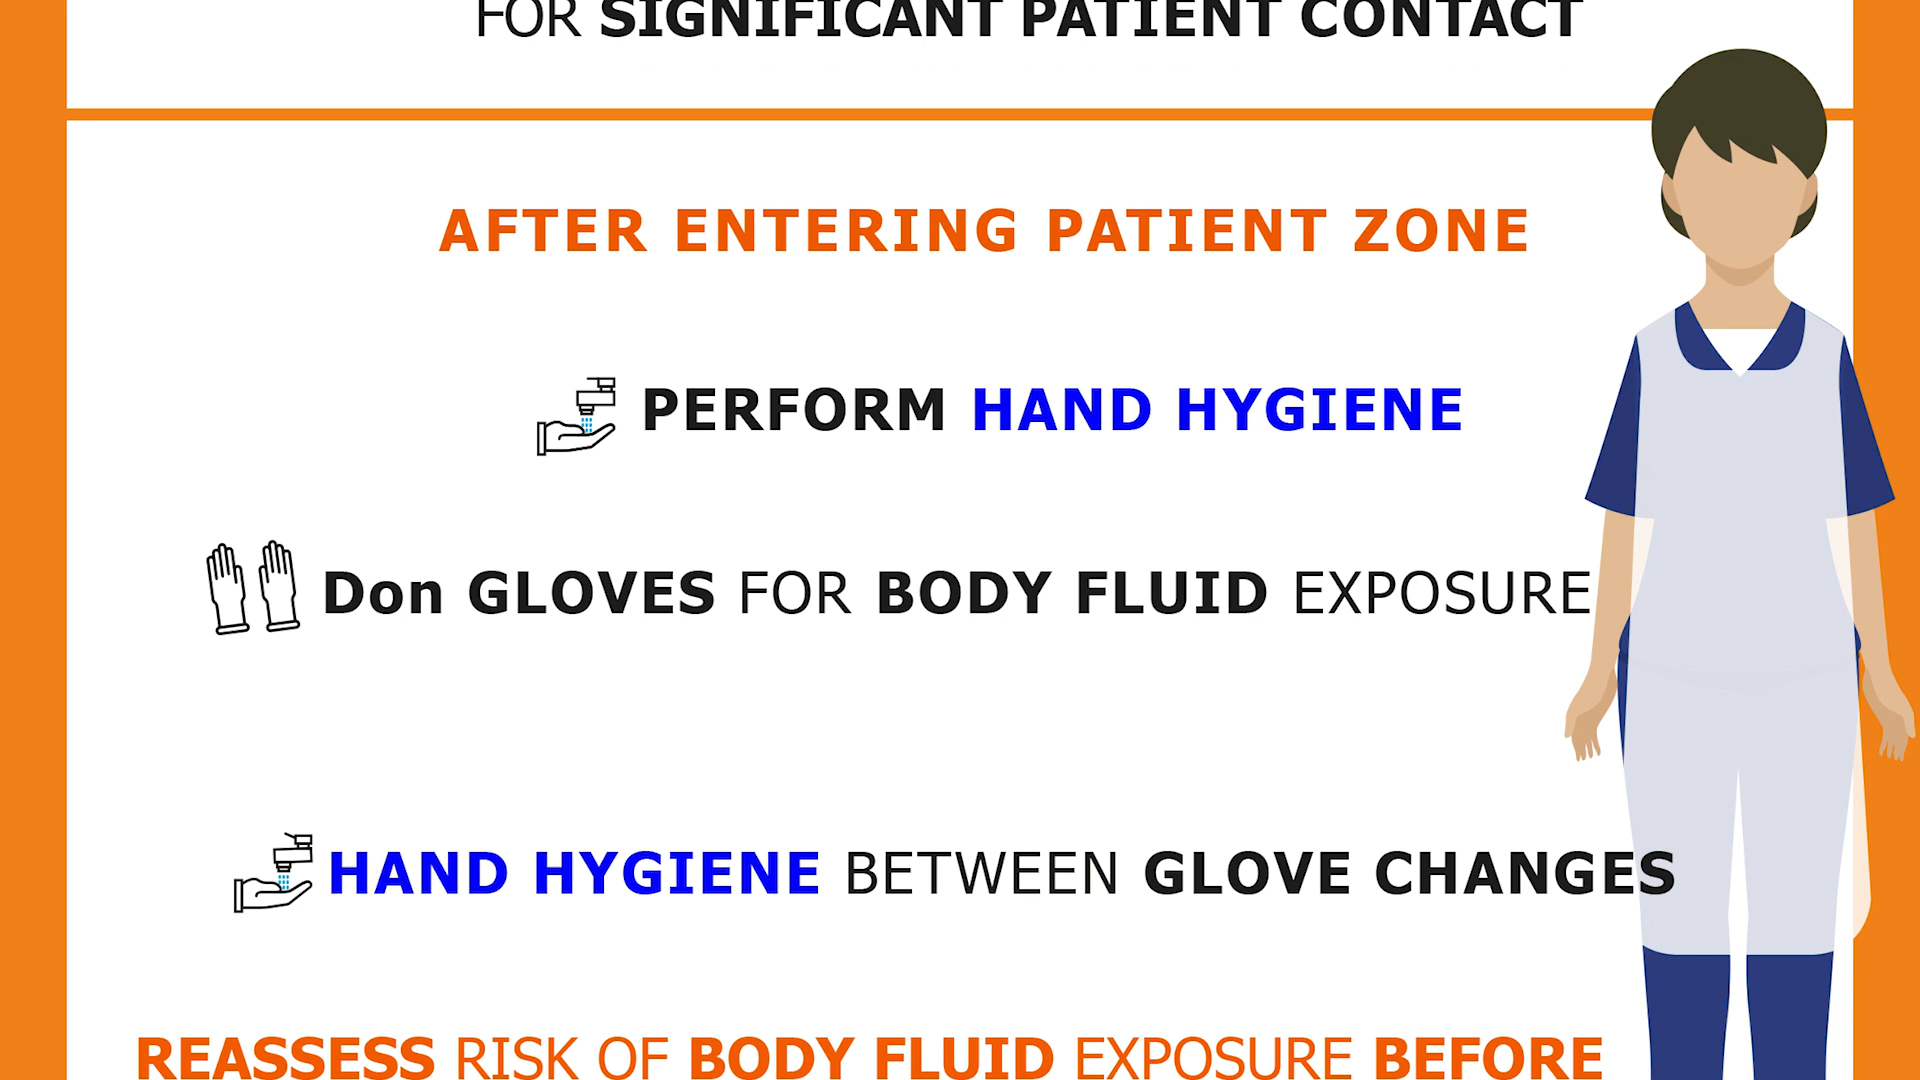 FOR SIGNIFICANT PATIENT CONTACT
AFTER ENTERING PATIENT ZONE
PERFORM HAND HYGIENE
Don GLOVES FOR BODY FLUID EXPOSURE
HAND HYGIENE BETWEEN GLOVE CHANGES
REASSESS RISK OF BODY FLUID EXPOSURE BEFORE